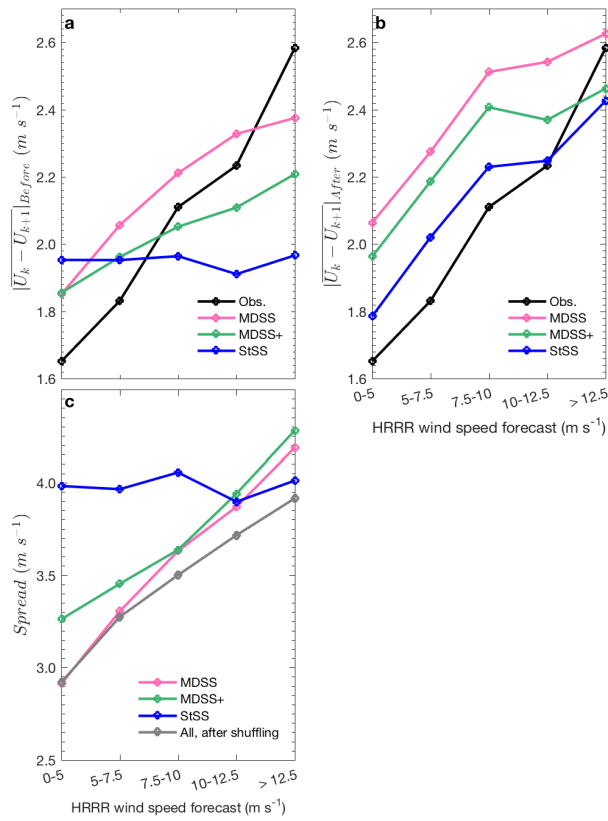 a
2.6
2.4
2.2
2.0
1.8
1.6
|U_k − U_{k+1}|_{Before} (m s⁻¹)
Obs.
MDSS
MDSS+
StSS
b
2.6
2.4
2.2
2.0
1.8
1.6
|U_k − U_{k+1}|_{After} (m s⁻¹)
Obs.
MDSS
MDSS+
StSS
0-5
5-7.5
7.5-10
10-12.5
> 12.5
HRRR wind speed forecast (m s⁻¹)
c
4.0
3.5
3.0
2.5
Spread (m s⁻¹)
MDSS
MDSS+
StSS
All, after shuffling
0-5
5-7.5
7.5-10
10-12.5
> 12.5
HRRR wind speed forecast (m s⁻¹)